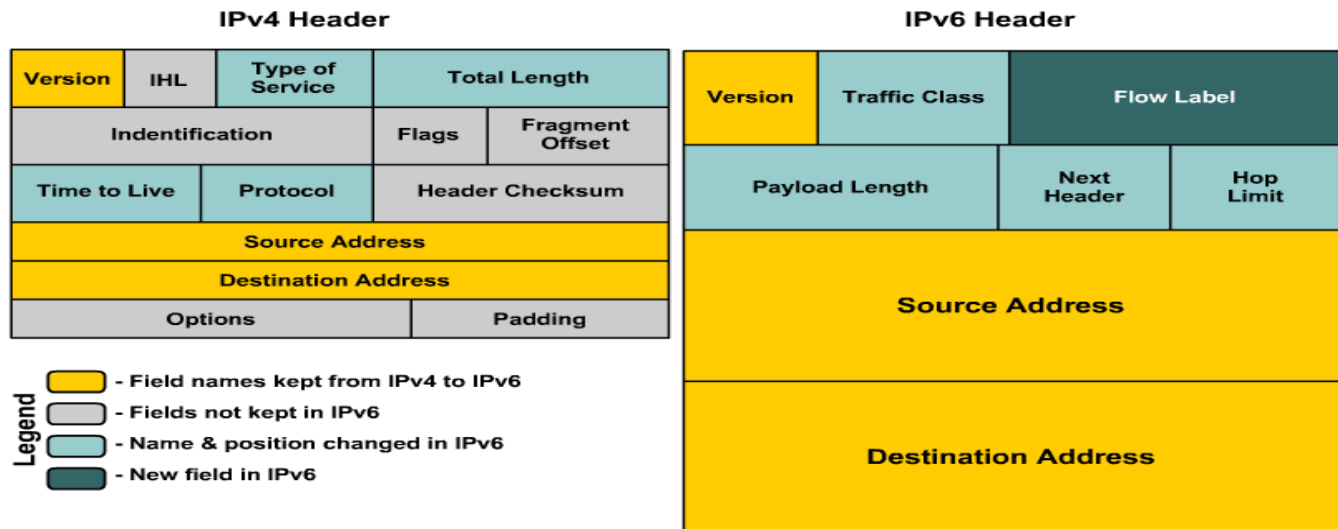 IPv4 Header
Version
IHL
Type of
Service
Total Length
Indentification
Flags
Fragment
Offset
Time to Live
Protocol
Header Checksum
Source Address
Destination Address
Options
Padding
Legend
- Field names kept from IPv4 to IPv6
- Fields not kept in IPv6
- Name & position changed in IPv6
- New field in IPv6
IPv6 Header
Version
Traffic Class
Flow Label
Payload Length
Next
Header
Hop
Limit
Source Address
Destination Address